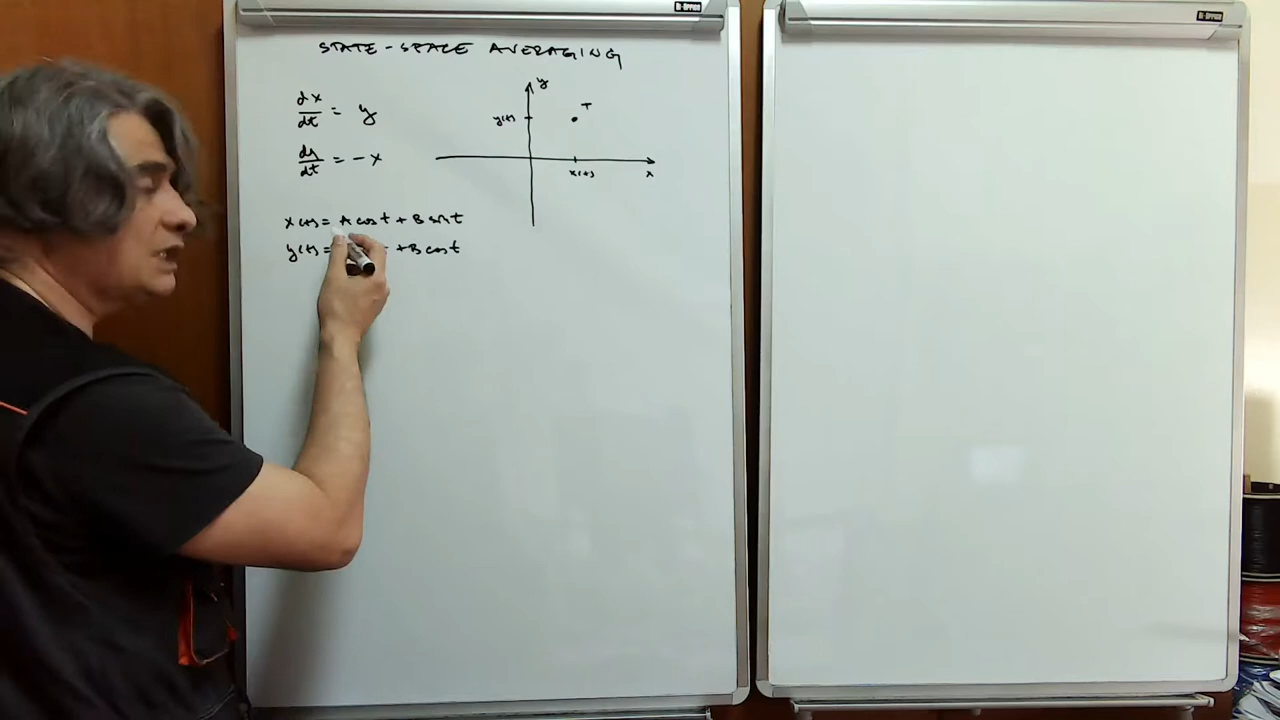 STATE-SPACE AVERAGING
dx/dt = y
dy/dt = -x
x(t) = A cos t + B sin t
y(t) = + B cos t
y
y(t)
T
x(t)
x